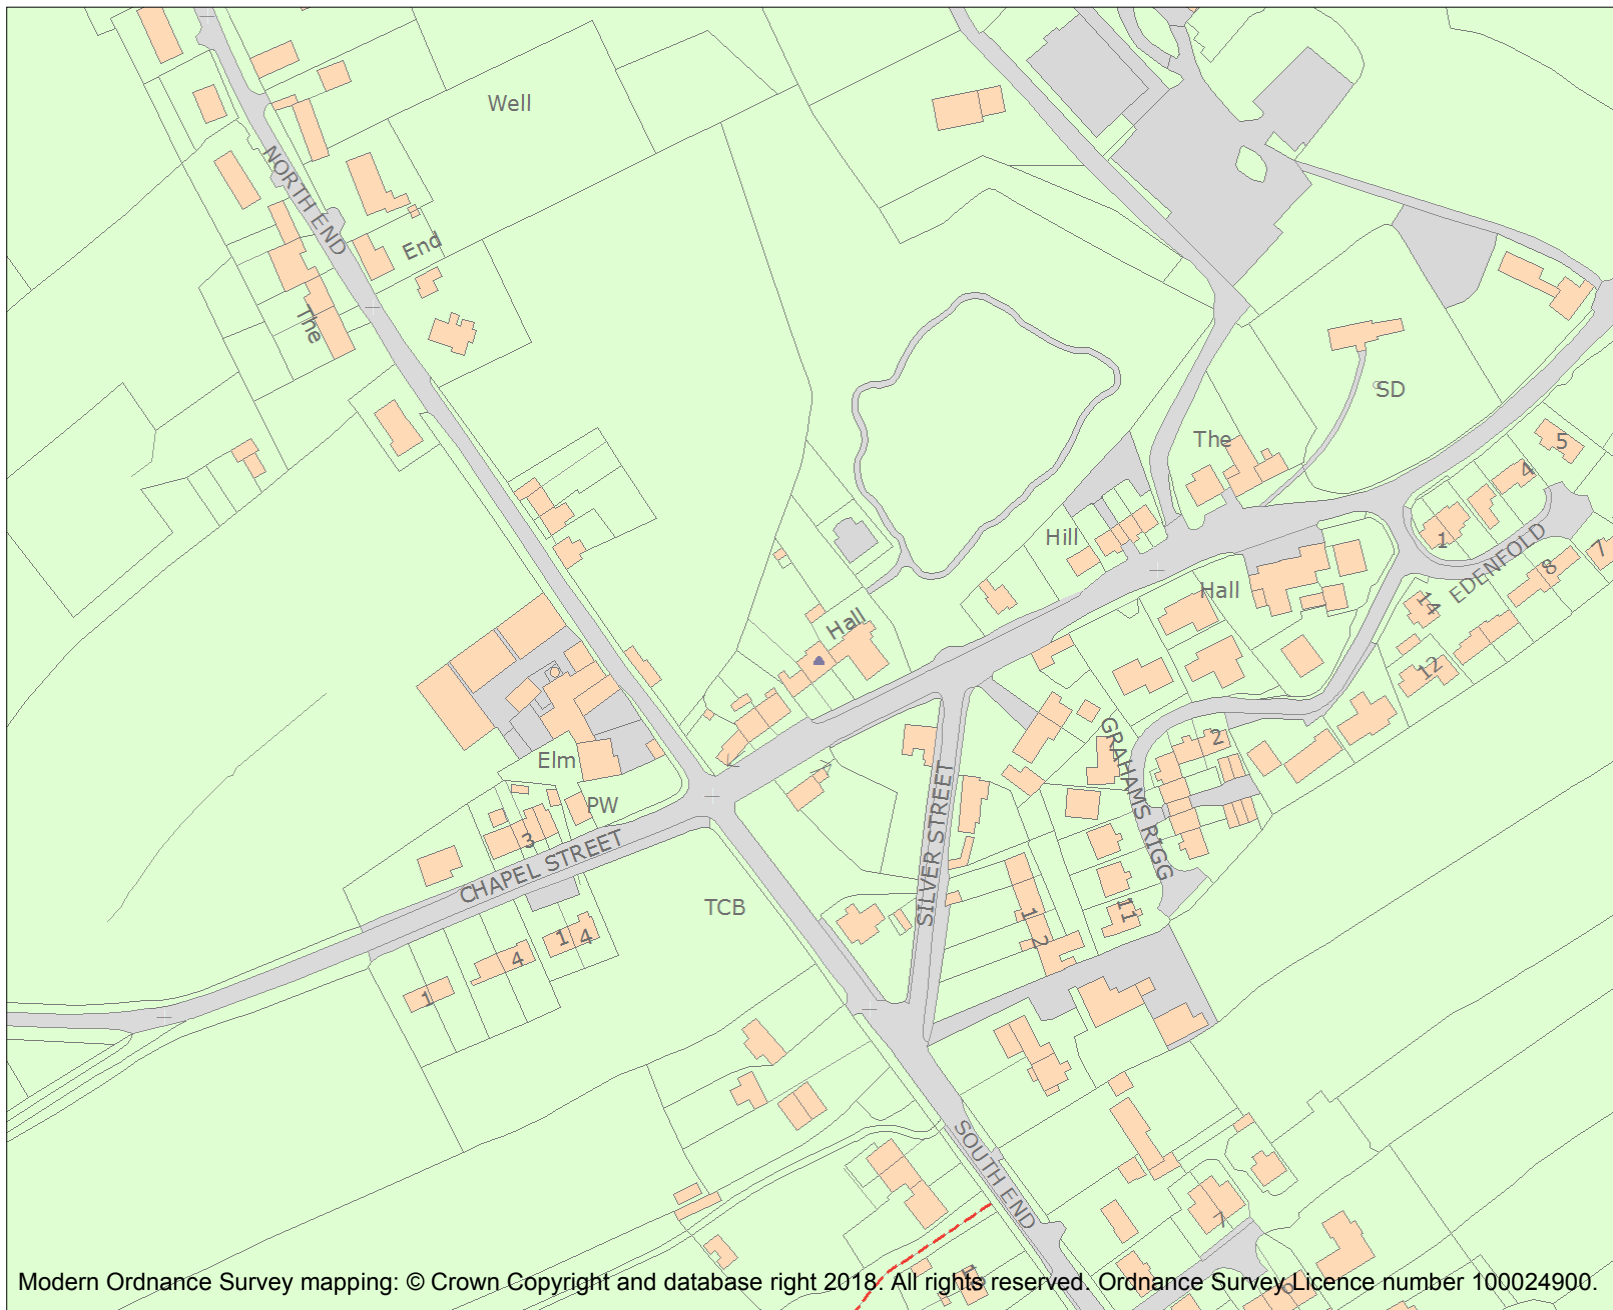 Well
NORTH END
End
The
SD
The
5
4
1
Hill
EDENFOLD
7
8
Hall
14
Hall
12
GRAHAMS RIGG
2
Elm
SILVER STREET
PW
3
CHAPEL STREET
TCB
1
11
2
1
4
4
1
SOUTH END
7
Modern Ordnance Survey mapping: © Crown Copyright and database right 2018. All rights reserved. Ordnance Survey Licence number 100024900.